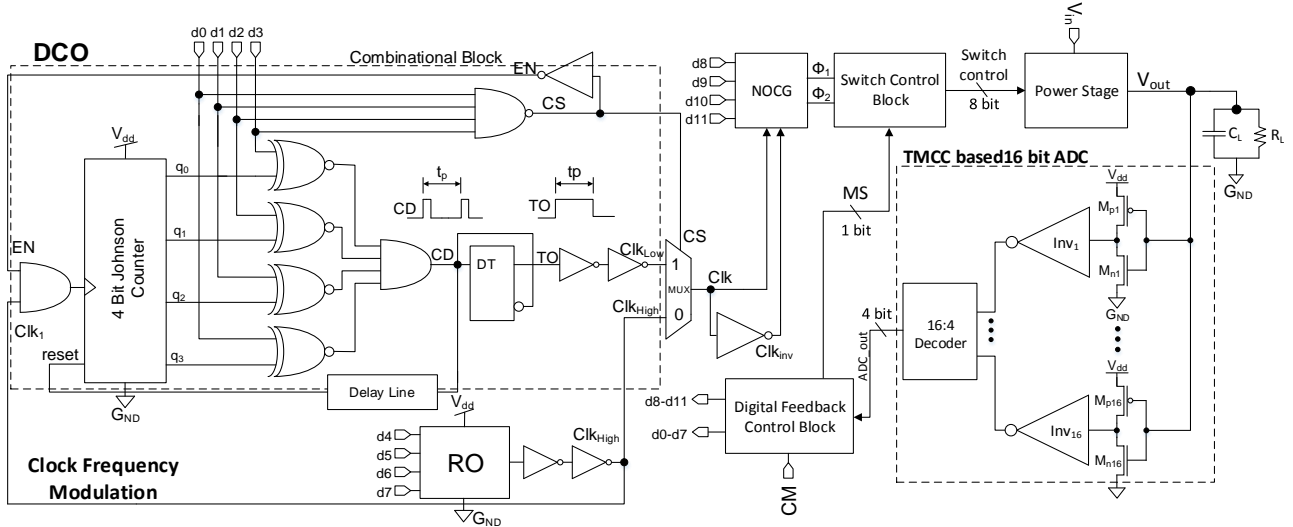 DCO
d0 d1 d2 d3
Combinational Block
EN
CS
Vdd
4 Bit Johnson Counter
q0
q1
q2
q3
EN
Clk1
reset
GND
CD
tp
TO
tp
CD
DT
TO
ClkLow
CS
1
MUX
0
ClkHigh
Delay Line
Clk
Clkinv
Vdd
d4
d5
d6
d7
RO
ClkHigh
GND
Clock Frequency
Modulation
d8
d9
d10
d11
NOCG
Φ1
Φ2
Switch Control
Block
Switch
control
8 bit
Vin
Power Stage
Vout
CL
RL
GND
MS
1 bit
TMCC based16 bit ADC
Vdd
Mp1
Inv1
Mn1
GND
16:4
Decoder
4 bit
ADC_out
Vdd
Mp16
Inv16
Mn16
d8-d11
d0-d7
Digital Feedback
Control Block
CM